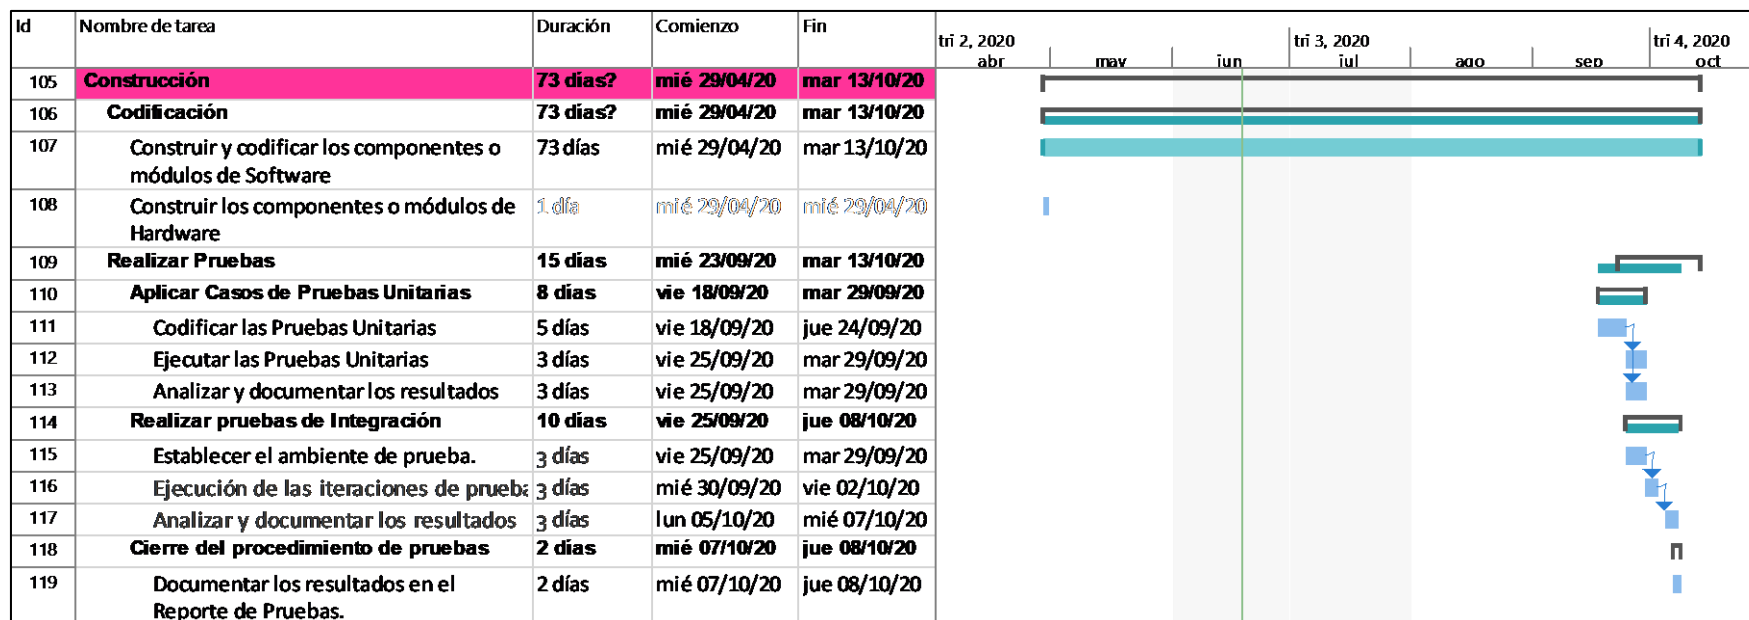 Id Nombre de tarea Duración Comienzo Fin
tri 2, 2020 tri 3, 2020 tri 4, 2020
abr may jun jul ago sep oct
105 Construcción 73 días? mié 29/04/20 mar 13/10/20
106 Codificación 73 días? mié 29/04/20 mar 13/10/20
107 Construir y codificar los componentes o 73 días mié 29/04/20 mar 13/10/20
módulos de Software
108 Construir los componentes o módulos de 1 día mié 29/04/20 mié 29/04/20
Hardware
109 Realizar Pruebas 15 días mié 23/09/20 mar 13/10/20
110 Aplicar Casos de Pruebas Unitarias 8 días vie 18/09/20 mar 29/09/20
111 Codificar las Pruebas Unitarias 5 días vie 18/09/20 jue 24/09/20
112 Ejecutar las Pruebas Unitarias 3 días vie 25/09/20 mar 29/09/20
113 Analizar y documentar los resultados 3 días vie 25/09/20 mar 29/09/20
114 Realizar pruebas de Integración 10 días vie 25/09/20 jue 08/10/20
115 Establecer el ambiente de prueba. 3 días vie 25/09/20 mar 29/09/20
116 Ejecución de las iteraciones de prueba 3 días mié 30/09/20 vie 02/10/20
117 Analizar y documentar los resultados 3 días lun 05/10/20 mié 07/10/20
118 Cierre del procedimiento de pruebas 2 días mié 07/10/20 jue 08/10/20
119 Documentar los resultados en el 2 días mié 07/10/20 jue 08/10/20
Reporte de Pruebas.